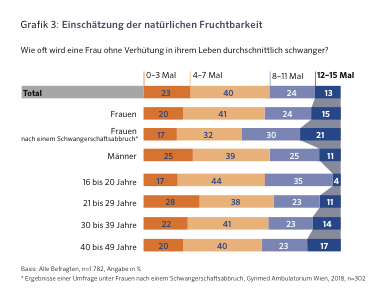 Grafik 3: Einschätzung der natürlichen Fruchtbarkeit
Wie oft wird eine Frau ohne Verhütung in ihrem Leben durchschnittlich schwanger?
0–3 Mal 4–7 Mal 8–11 Mal 12–15 Mal
Total 23 40 24 13
Frauen 20 41 24 15
Frauen
nach einem Schwangerschaftsabbruch* 17 32 30 21
Männer 25 39 25 11
16 bis 20 Jahre 17 44 35 4
21 bis 29 Jahre 28 38 23 11
30 bis 39 Jahre 22 41 23 14
40 bis 49 Jahre 20 40 23 17
Basis: Alle Befragten, n=1.782, Angabe in %
* Ergebnisse einer Umfrage unter Frauen nach einem Schwangerschaftsabbruch, Gynmed Ambulatorium Wien, 2018, n=302